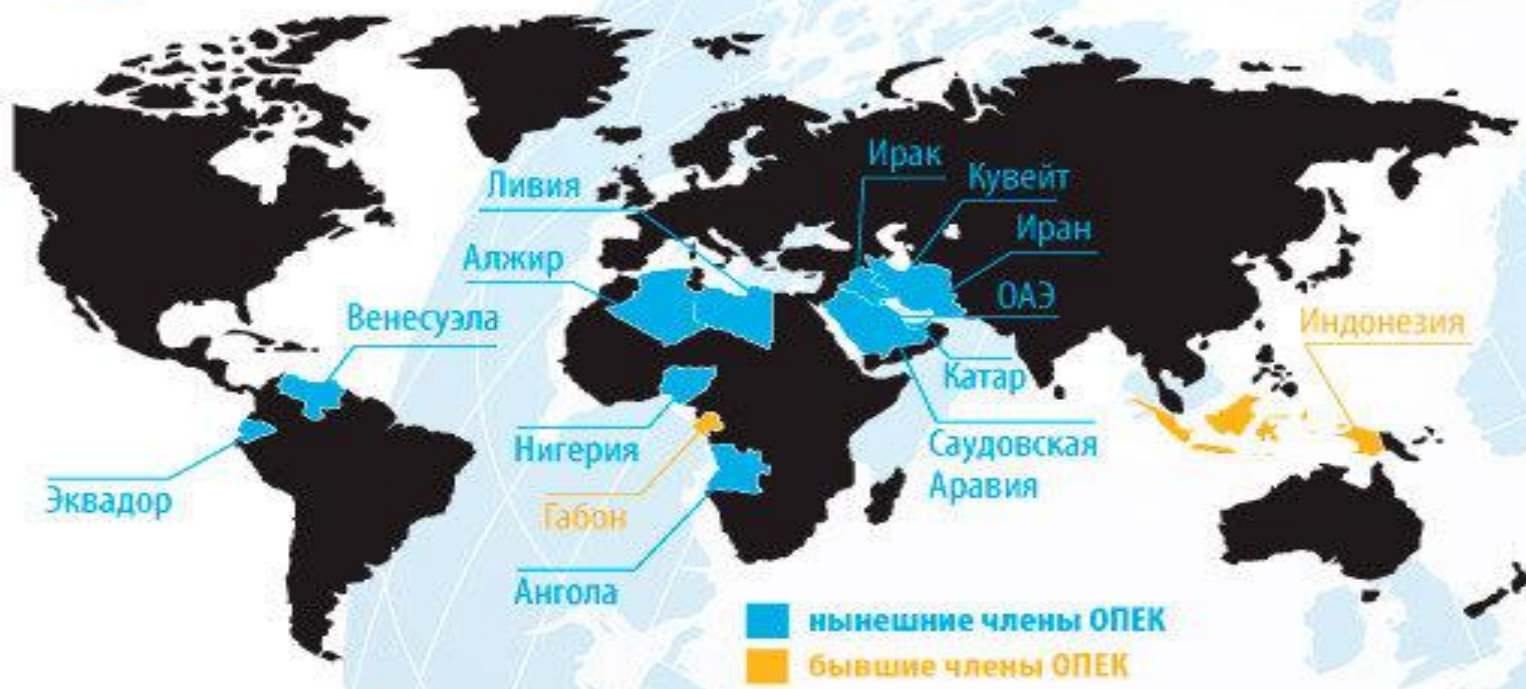 Ирак
Кувейт
Ливия
Иран
Алжир
ОАЭ
Венесуэла
Индонезия
Катар
Нигерия
Саудовская
Аравия
Эквадор
Габон
Ангола
нынешние члены ОПЕК
бывшие члены ОПЕК